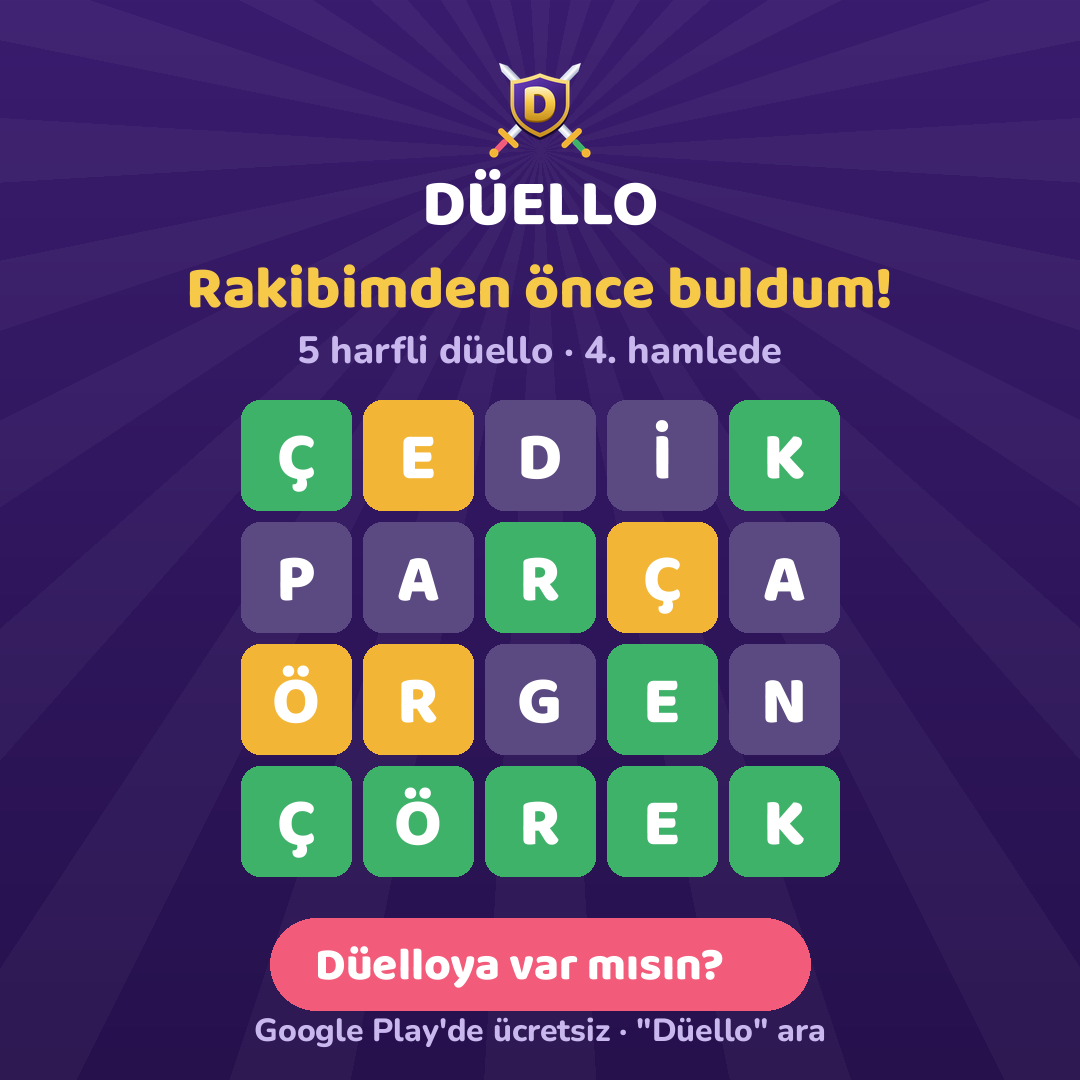 D
DÜELLO
Rakibimden önce buldum!
5 harfli düello · 4. hamlede
Ç E D İ K
P A R Ç A
Ö R G E N
Ç Ö R E K
Düelloya var mısın?
Google Play'de ücretsiz · "Düello" ara